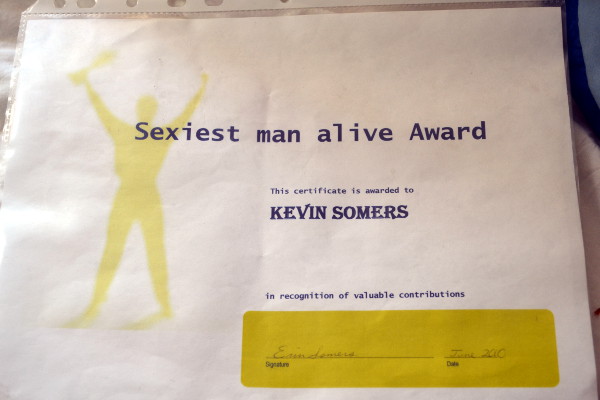 Sexiest man alive Award
This certificate is awarded to
KEVIN SOMERS
in recognition of valuable contributions
Somers June 2010
Signature Date